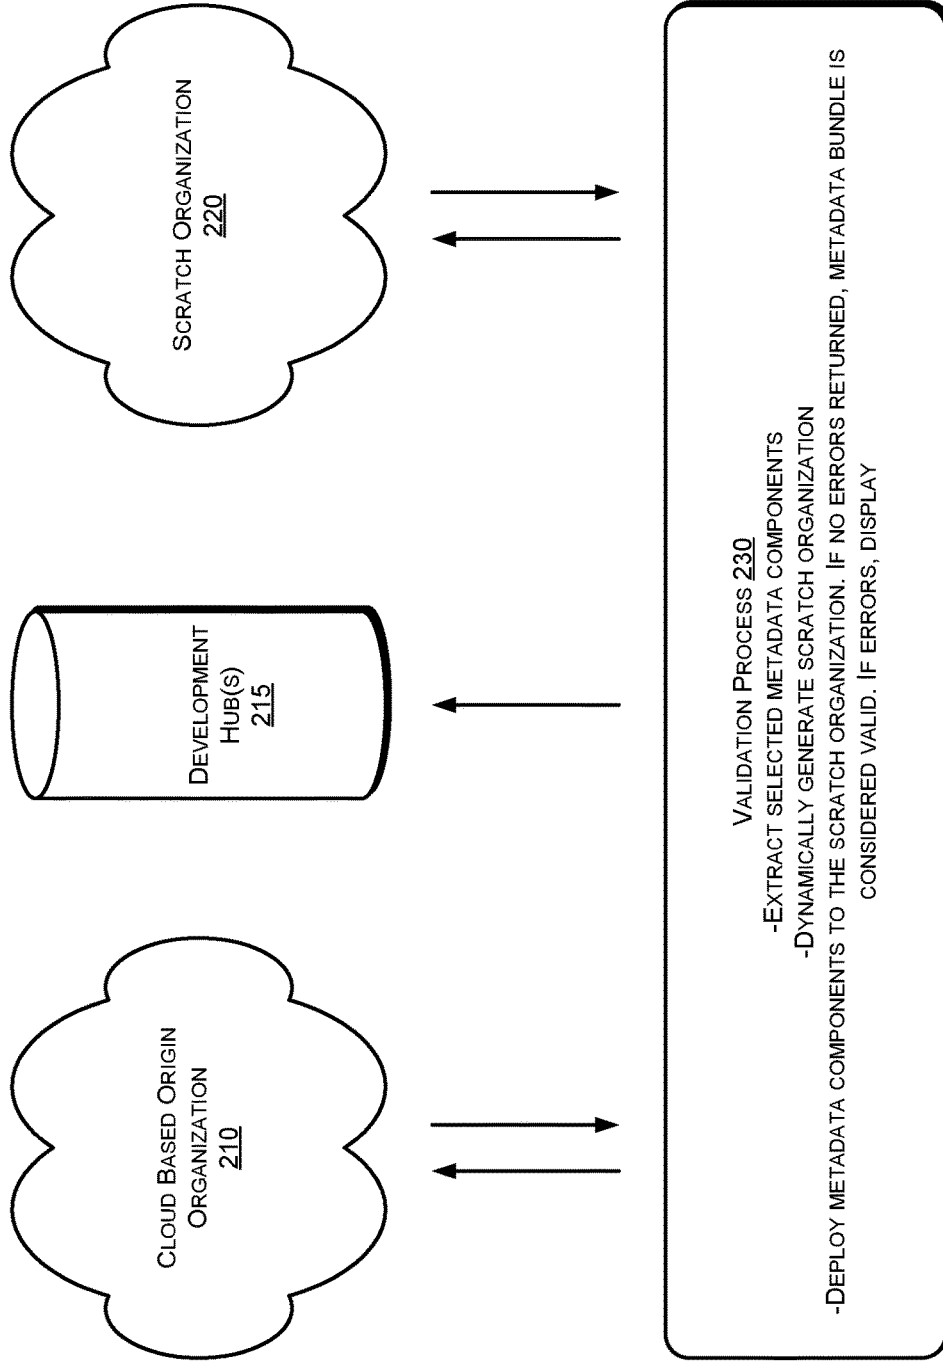 CLOUD BASED ORIGIN
ORGANIZATION
210
DEVELOPMENT
HUB(S)
215
SCRATCH ORGANIZATION
220
VALIDATION PROCESS 230
-EXTRACT SELECTED METADATA COMPONENTS
-DYNAMICALLY GENERATE SCRATCH ORGANIZATION
-DEPLOY METADATA COMPONENTS TO THE SCRATCH ORGANIZATION. IF NO ERRORS RETURNED, METADATA BUNDLE IS
CONSIDERED VALID. IF ERRORS, DISPLAY